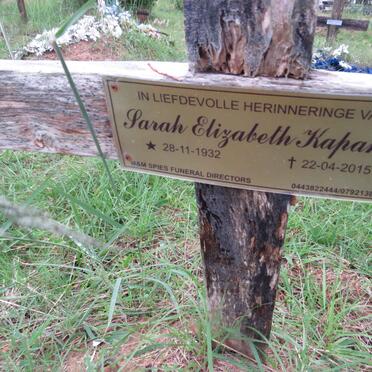 IN LIEFDEVOLLE HERINNERINGE VA
Sarah Elizabeth Kapa
★ 28-11-1932
✝ 22-04-2015
M&M SPIES FUNERAL DIRECTORS
0443822444/079213